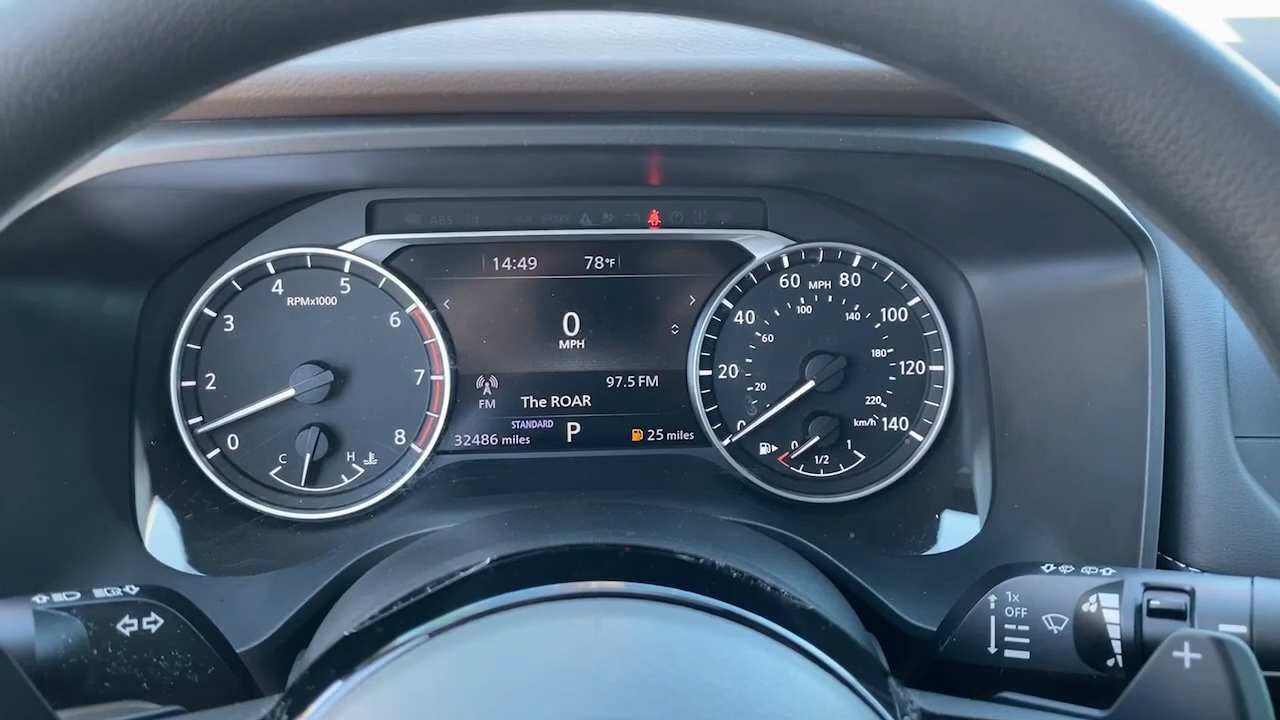 ABS
14:49 78°F
0
MPH
97.5 FM
FM
The ROAR
STANDARD
32486 miles
P
25 miles
RPMx1000
0
2
3
4
5
6
7
8
C H
MPH
0
20
40
60
80
100
120
140
20
60
100
140
180
220
km/h
0 1/2 1
1x
OFF
+